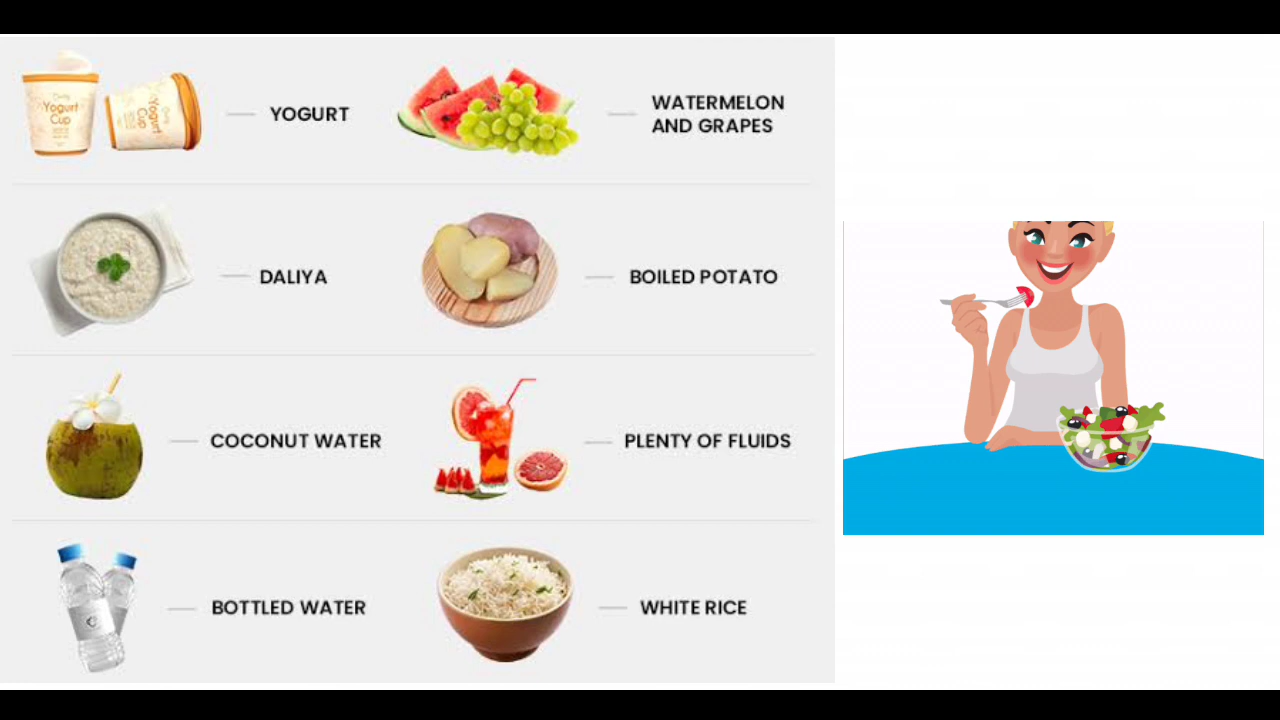 Yogurt
Cup
Yogurt
Cup
YOGURT
WATERMELON
AND GRAPES
DALIYA
BOILED POTATO
COCONUT WATER
PLENTY OF FLUIDS
BOTTLED WATER
WHITE RICE